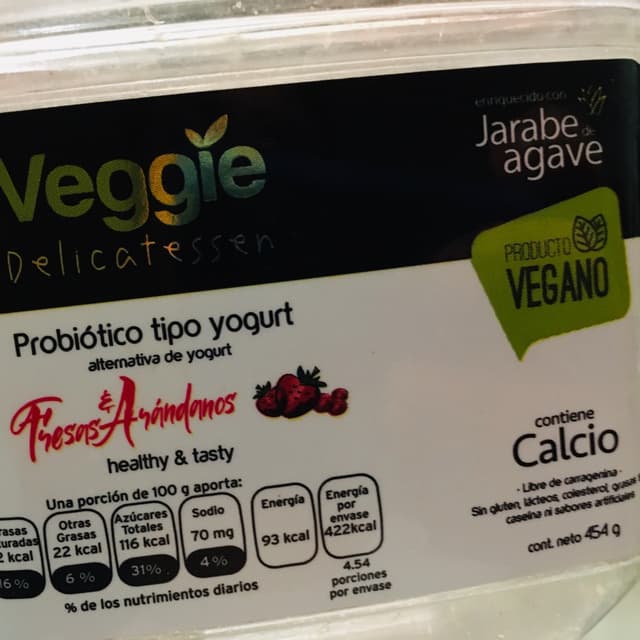 Veggie
Delicatessen
enriquecido con
Jarabe de
agave
PRODUCTO
VEGANO
Probiótico tipo yogurt
alternativa de yogurt
Fresas & Arándanos
healthy & tasty
contiene
Calcio
· Libre de carragenina ·
Sin gluten, lácteos, colesterol,
caseína ni sabores artificiales
cont. neto 454 g
Una porción de 100 g aporta:
Otras
Grasas
22 kcal
6 %
Azúcares
Totales
116 kcal
31%
Sodio
70 mg
4 %
Energía
93 kcal
Energía
por
envase
422kcal
4.54
porciones
por envase
% de los nutrimentos diarios